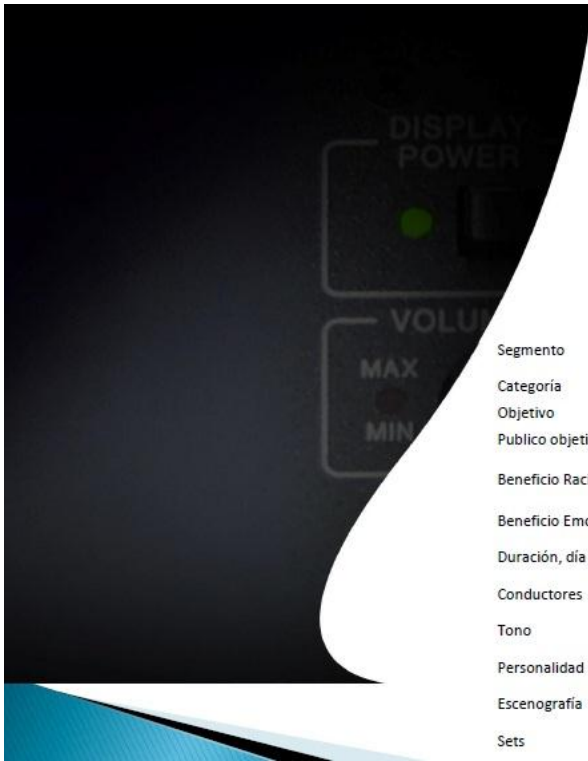 DISPLAY
POWER
VOLU
MAX
MIN
Segmento
Categoría
Objetivo
Publico objeti
Beneficio Raci
Beneficio Emo
Duración, día
Conductores
Tono
Personalidad
Escenografía
Sets